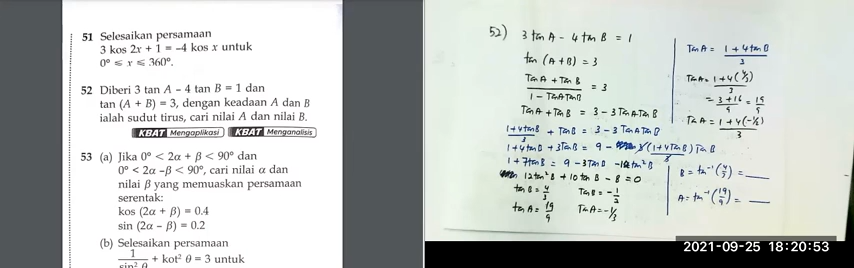 51 Selesaikan persamaan
3 kos 2x + 1 = –4 kos x untuk
0° ≤ x ≤ 360°.
52 Diberi 3 tan A – 4 tan B = 1 dan
tan (A + B) = 3, dengan keadaan A dan B
ialah sudut tirus, cari nilai A dan nilai B.
KBAT Mengaplikasi KBAT Menganalisis
53 (a) Jika 0° < 2α + β < 90° dan
0° < 2α –β < 90°, cari nilai α dan
nilai β yang memuaskan persamaan
serentak:
kos (2α + β) = 0.4
sin (2α – β) = 0.2
(b) Selesaikan persamaan
1/sin² θ + kot² θ = 3 untuk
52) 3 tan A - 4 tan B = 1
tan (A + B) = 3
(Tan A + Tan B)/(1 - Tan A Tan B) = 3
Tan A + Tan B = 3 - 3 Tan A Tan B
(1 + 4 tan B)/3 + Tan B = 3 - 3 Tan A Tan B
1 + 4 tan B + 3 Tan B = 9 - (1 + 4 Tan B) Tan B
1 + 7 tan B = 9 - 3 tan B - 12 tan² B
12 tan² B + 10 tan B - 8 = 0
tan B = 4/3 Tan B = -1/2
tan A = 19/9 Tan A = -1/3
Tan A = (1 + 4 tan B)/3
Tan A = (1 + 4(4/3))/3
= (3 + 16)/9 = 19/9
Tan A = (1 + 4(-1/2))/3
B = tan⁻¹ (4/3) = ____
A = tan⁻¹ (19/9) = ____
2021-09-25 18:20:53